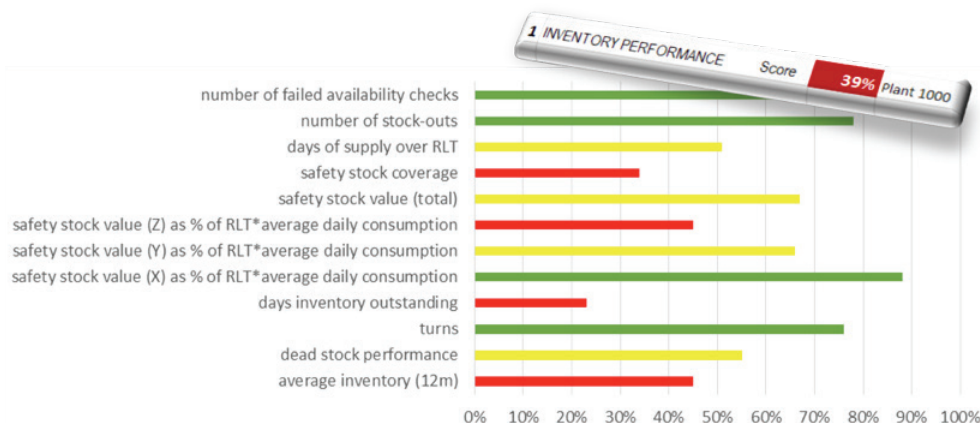 1 INVENTORY PERFORMANCE Score 39% Plant 1000
number of failed availability checks
number of stock-outs
days of supply over RLT
safety stock coverage
safety stock value (total)
safety stock value (Z) as % of RLT*average daily consumption
safety stock value (Y) as % of RLT*average daily consumption
safety stock value (X) as % of RLT*average daily consumption
days inventory outstanding
turns
dead stock performance
average inventory (12m)
0% 10% 20% 30% 40% 50% 60% 70% 80% 90% 100%